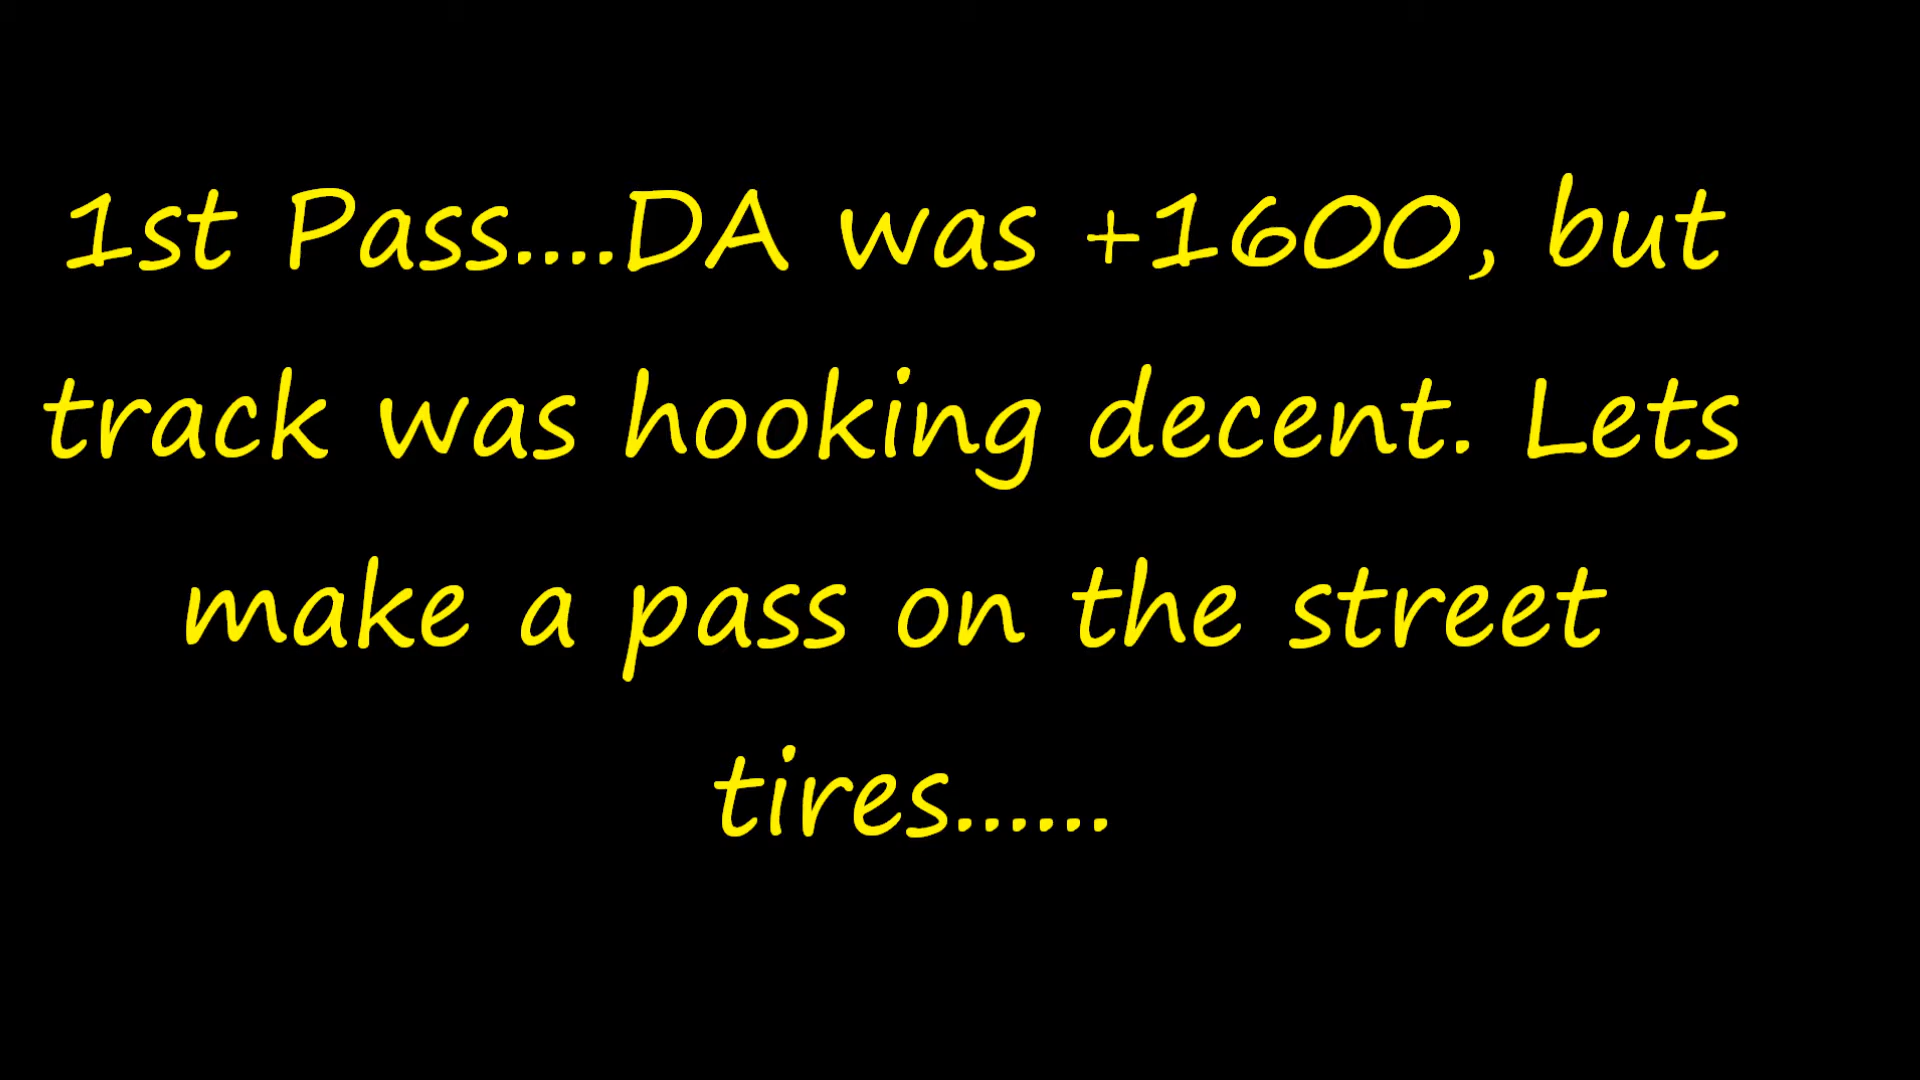 1st Pass....DA was +1600, but
track was hooking decent. Lets
make a pass on the street
tires......